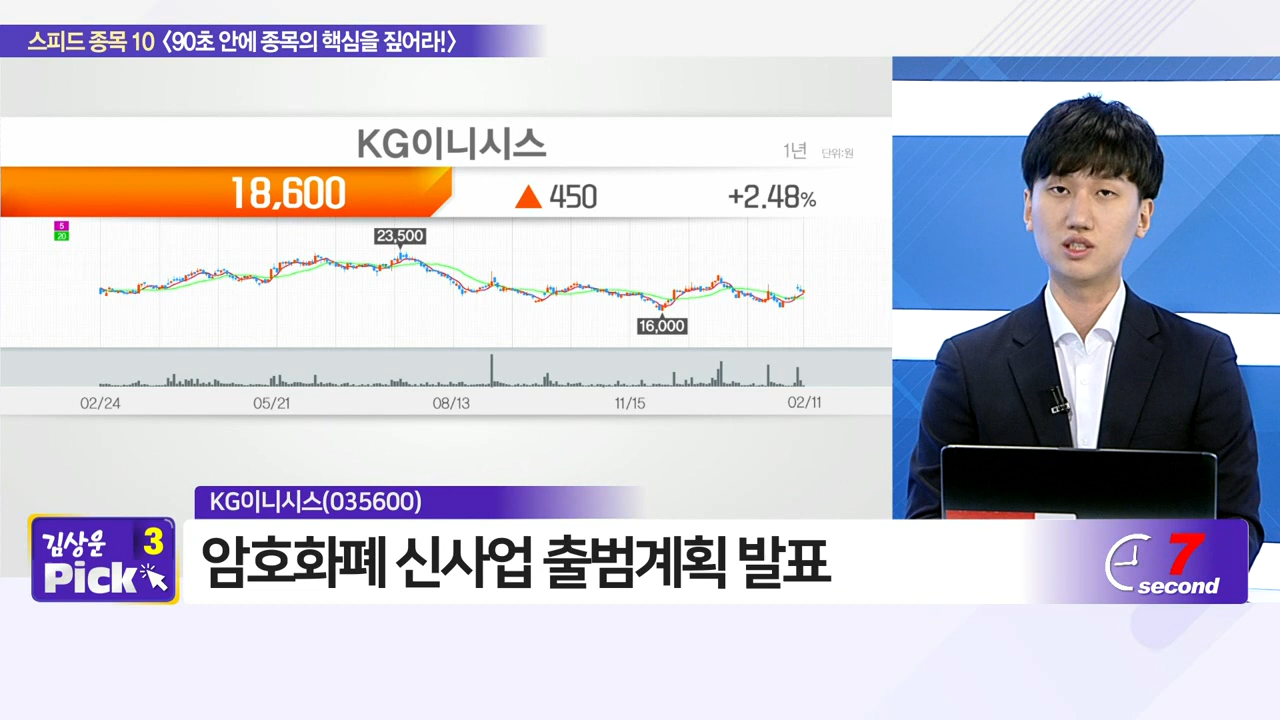 스피드 종목 10 <90초 안에 종목의 핵심을 짚어라!>
KG이니시스
1년 단위:원
18,600 ▲ 450 +2.48%
5
20
23,500
16,000
02/24 05/21 08/13 11/15 02/11
KG이니시스(035600)
김상운 3
Pick
암호화폐 신사업 출범계획 발표
7
second